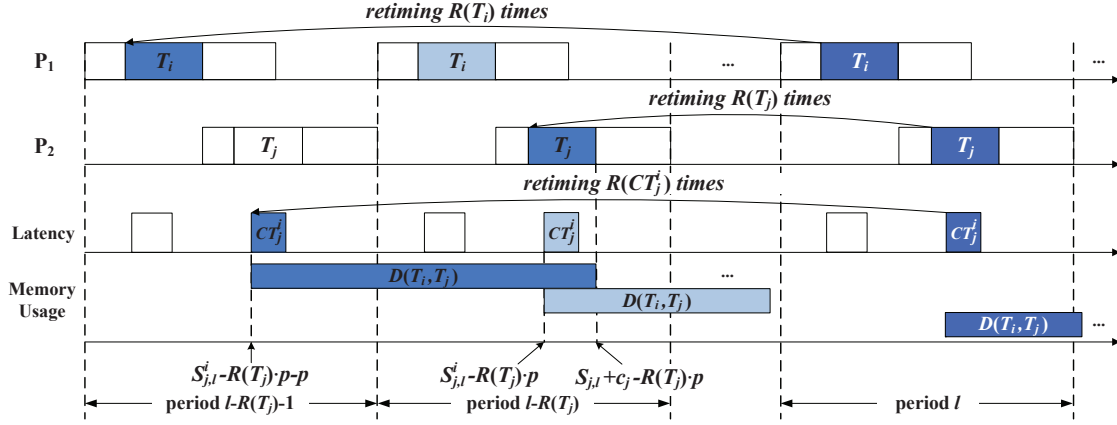 retiming R(T_i) times
P_1 T_i T_i ... T_i ...
retiming R(T_j) times
P_2 T_j T_j T_j
retiming R(CT_j^i) times
Latency CT_j^i CT_j^i CT_j^i
D(T_i,T_j) ...
Memory
Usage
D(T_i,T_j)
D(T_i,T_j) ...
S_{j,l}^i-R(T_j)·p-p S_{j,l}^i-R(T_j)·p S_{j,l}+c_j-R(T_j)·p
period l-R(T_j)-1 period l-R(T_j) period l